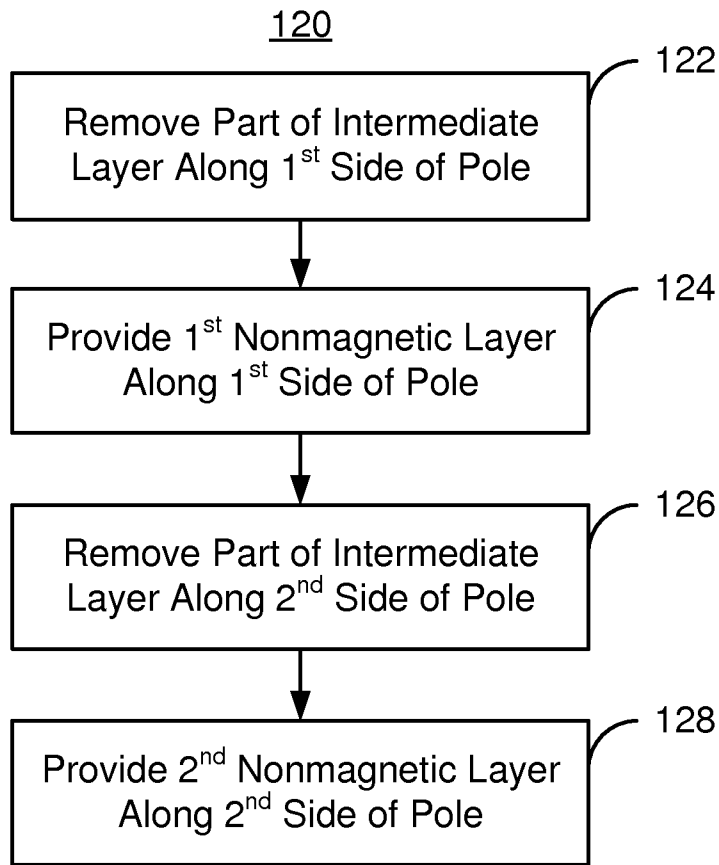 120
122
Remove Part of Intermediate
Layer Along 1st Side of Pole
124
Provide 1st Nonmagnetic Layer
Along 1st Side of Pole
126
Remove Part of Intermediate
Layer Along 2nd Side of Pole
128
Provide 2nd Nonmagnetic Layer
Along 2nd Side of Pole